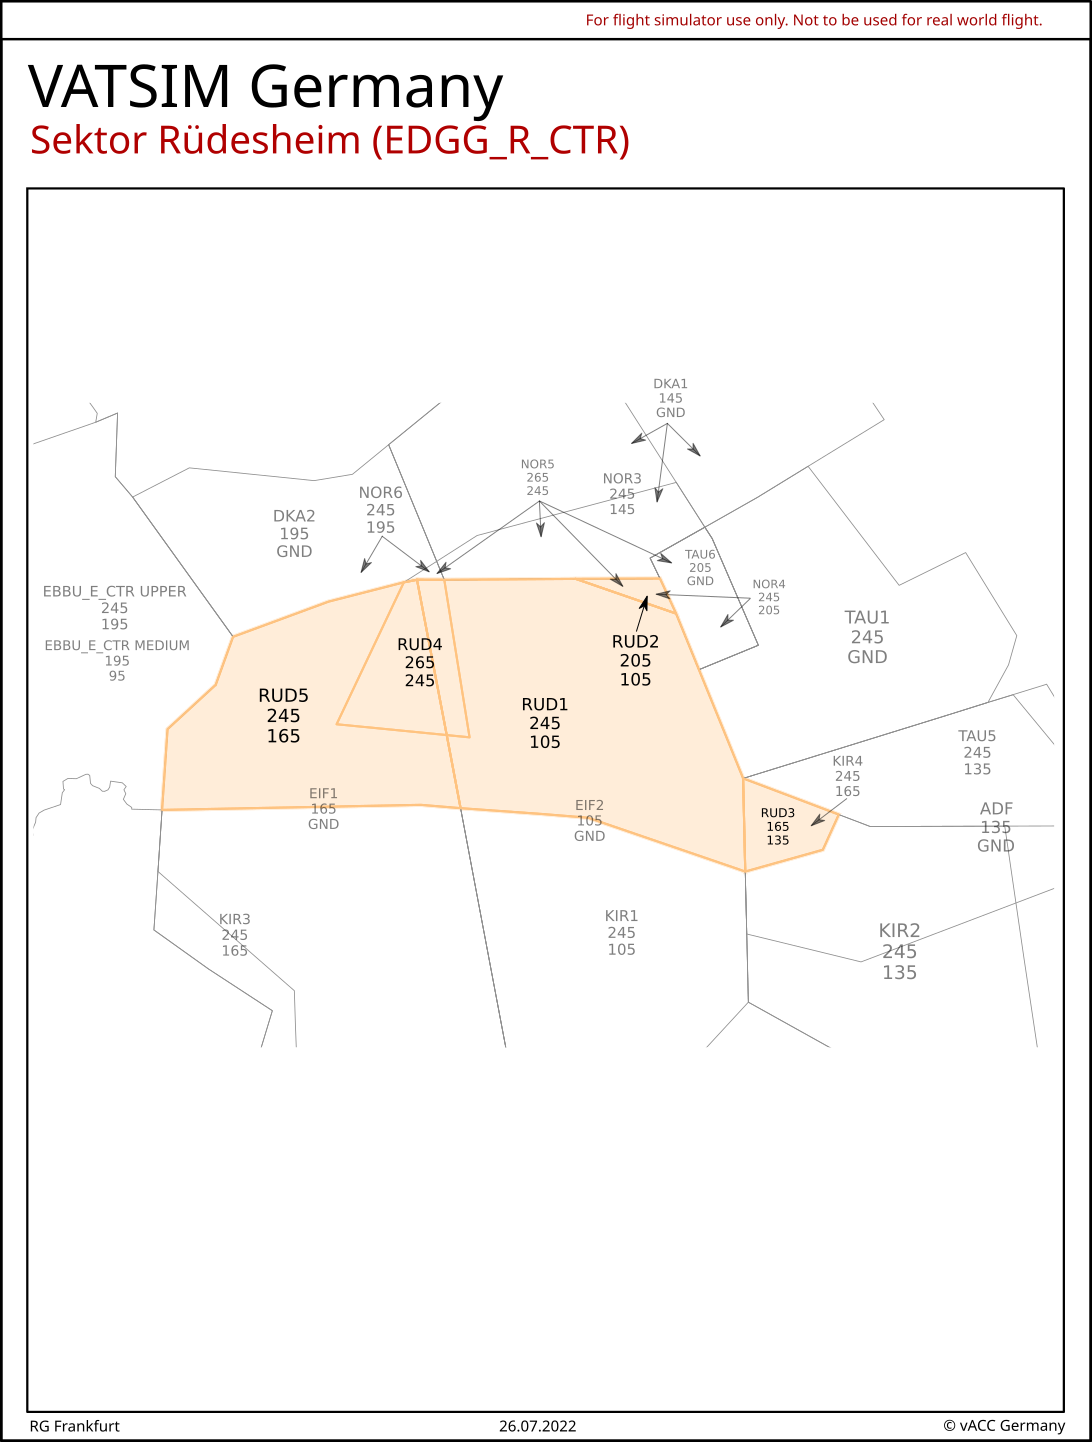 For flight simulator use only. Not to be used for real world flight.
VATSIM Germany
Sektor Rüdesheim (EDGG_R_CTR)
DKA1
145
GND
NOR5
265
245
NOR3
245
145
NOR6
245
195
DKA2
195
GND
TAU6
205
GND
NOR4
245
205
EBBU_E_CTR UPPER
245
195
EBBU_E_CTR MEDIUM
195
95
TAU1
245
GND
RUD4
265
245
RUD2
205
105
RUD5
245
165
RUD1
245
105
TAU5
245
135
KIR4
245
165
EIF1
165
GND
EIF2
105
GND
RUD3
165
135
ADF
135
GND
KIR3
245
165
KIR1
245
105
KIR2
245
135
RG Frankfurt
26.07.2022
© vACC Germany